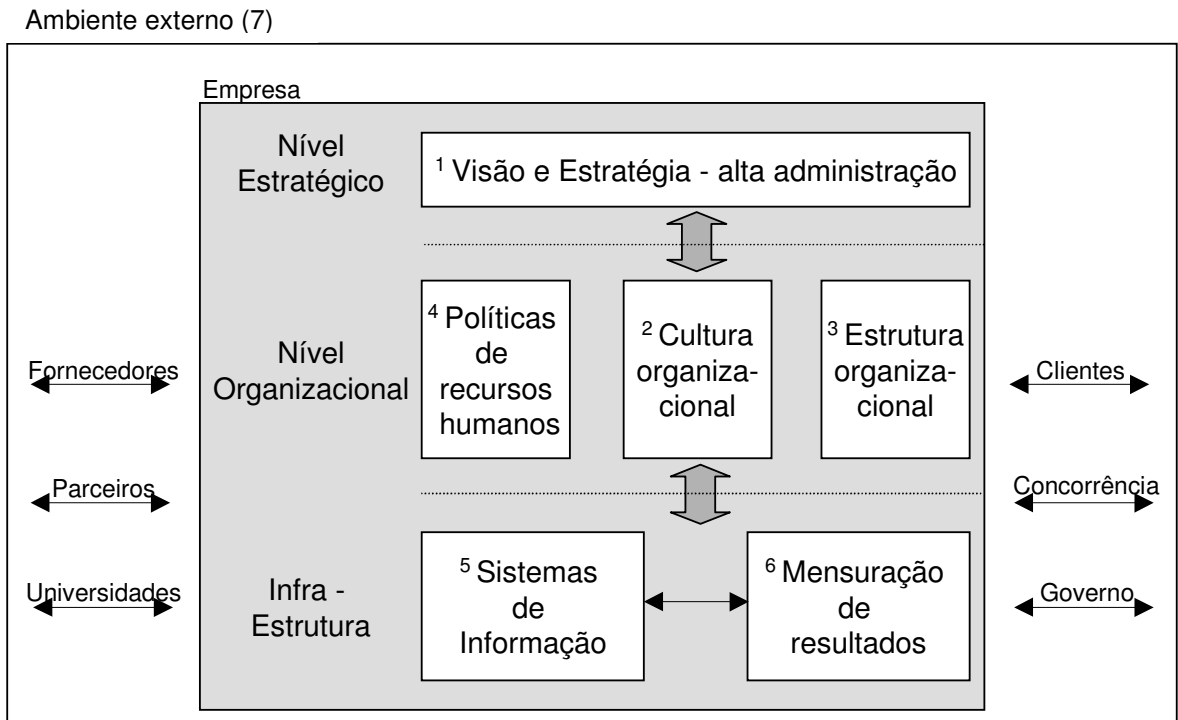 Ambiente externo (7)
Empresa
Nível
Estratégico
1 Visão e Estratégia - alta administração
Nível
Organizacional
4 Políticas
de
recursos
humanos
2 Cultura
organiza-
cional
3 Estrutura
organiza-
cional
Fornecedores
Parceiros
Universidades
Clientes
Concorrência
Governo
Infra -
Estrutura
5 Sistemas
de
Informação
6 Mensuração
de
resultados